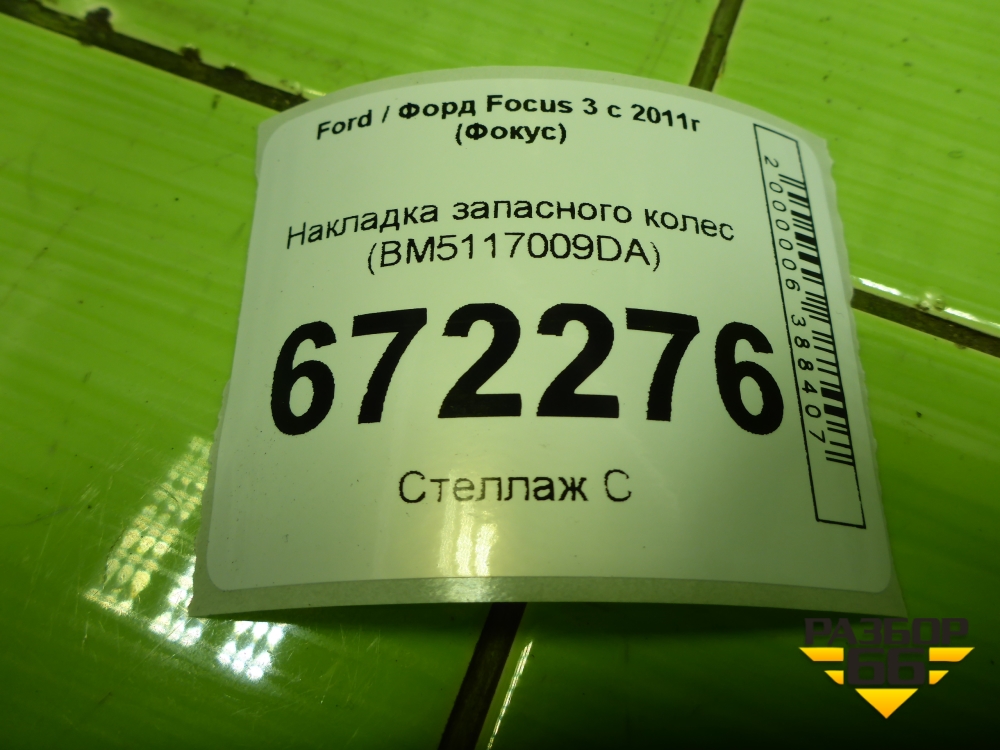 Ford / Форд Focus 3 с 2011г
(Фокус)
Накладка запасного колес
(BM5117009DA)
672276
Стеллаж С
2000006388407
РАЗБОР
66